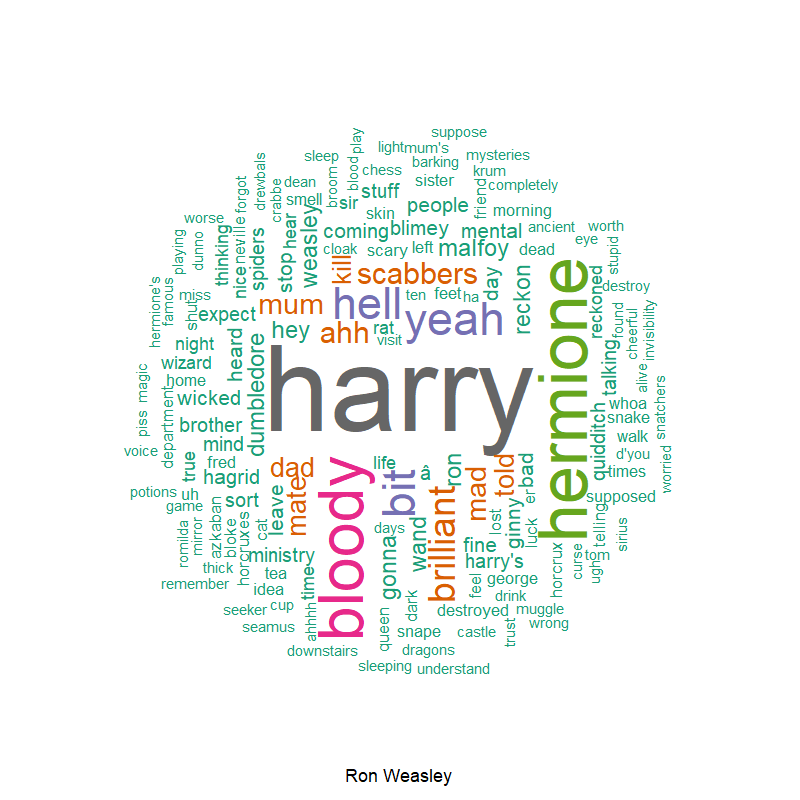 suppose
play
light
mum's
sleep
barking
mysteries
chess
krum
blood
dean
sister
completely
drewbals
forgot
crabbe
smell
broom
sir
stuff
skin
people
friend
morning
worse
neville
nice
spiders
hear
stop
weasley
coming
blimey
mental
ancient
worth
playing
dunno
thinking
cloak
scary
left
malfoy
dead
eye
stupid
kill
scabbers
day
reckon
destroy
hermione's
famous
miss
shut
expect
mum
hell
ten
feet
ha
yeah
hermione
reckoned
found
cheerful
invisibility
hey
ahh
rat
visit
night
heard
dumbledore
harry
talking
alive
snatchers
magic
wizard
home
wicked
piss
department
brother
mind
quidditch
whoa
snake
walk
voice
true
fred
hagrid
dad
life
â
ron
mad
told
bad
d'you
times
worried
potions
uh
game
sort
leave
mate
bloody
bit
brilliant
er
lost
ginny
luck
supposed
telling
sirius
romilda
mirror
azkaban
bloke
horcruxes
cat
days
gonna
wand
fine
harry's
horcrux
curse
tom
ugh
thick
ministry
tea
time
remember
idea
feel
george
drink
seeker
cup
ahhhh
queen
dark
destroyed
muggle
wrong
seamus
snape
castle
trust
downstairs
dragons
sleeping
understand
Ron Weasley